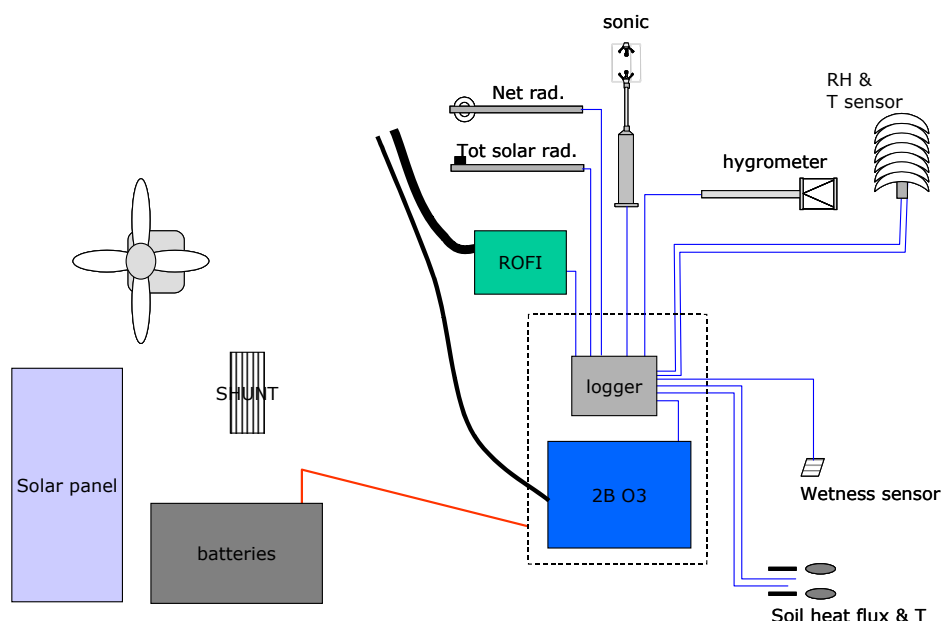 sonic
Net rad.
RH &
T sensor
Tot solar rad.
hygrometer
ROFI
logger
SHUNT
Solar panel
2B O3
Wetness sensor
batteries
Soil heat flux & T